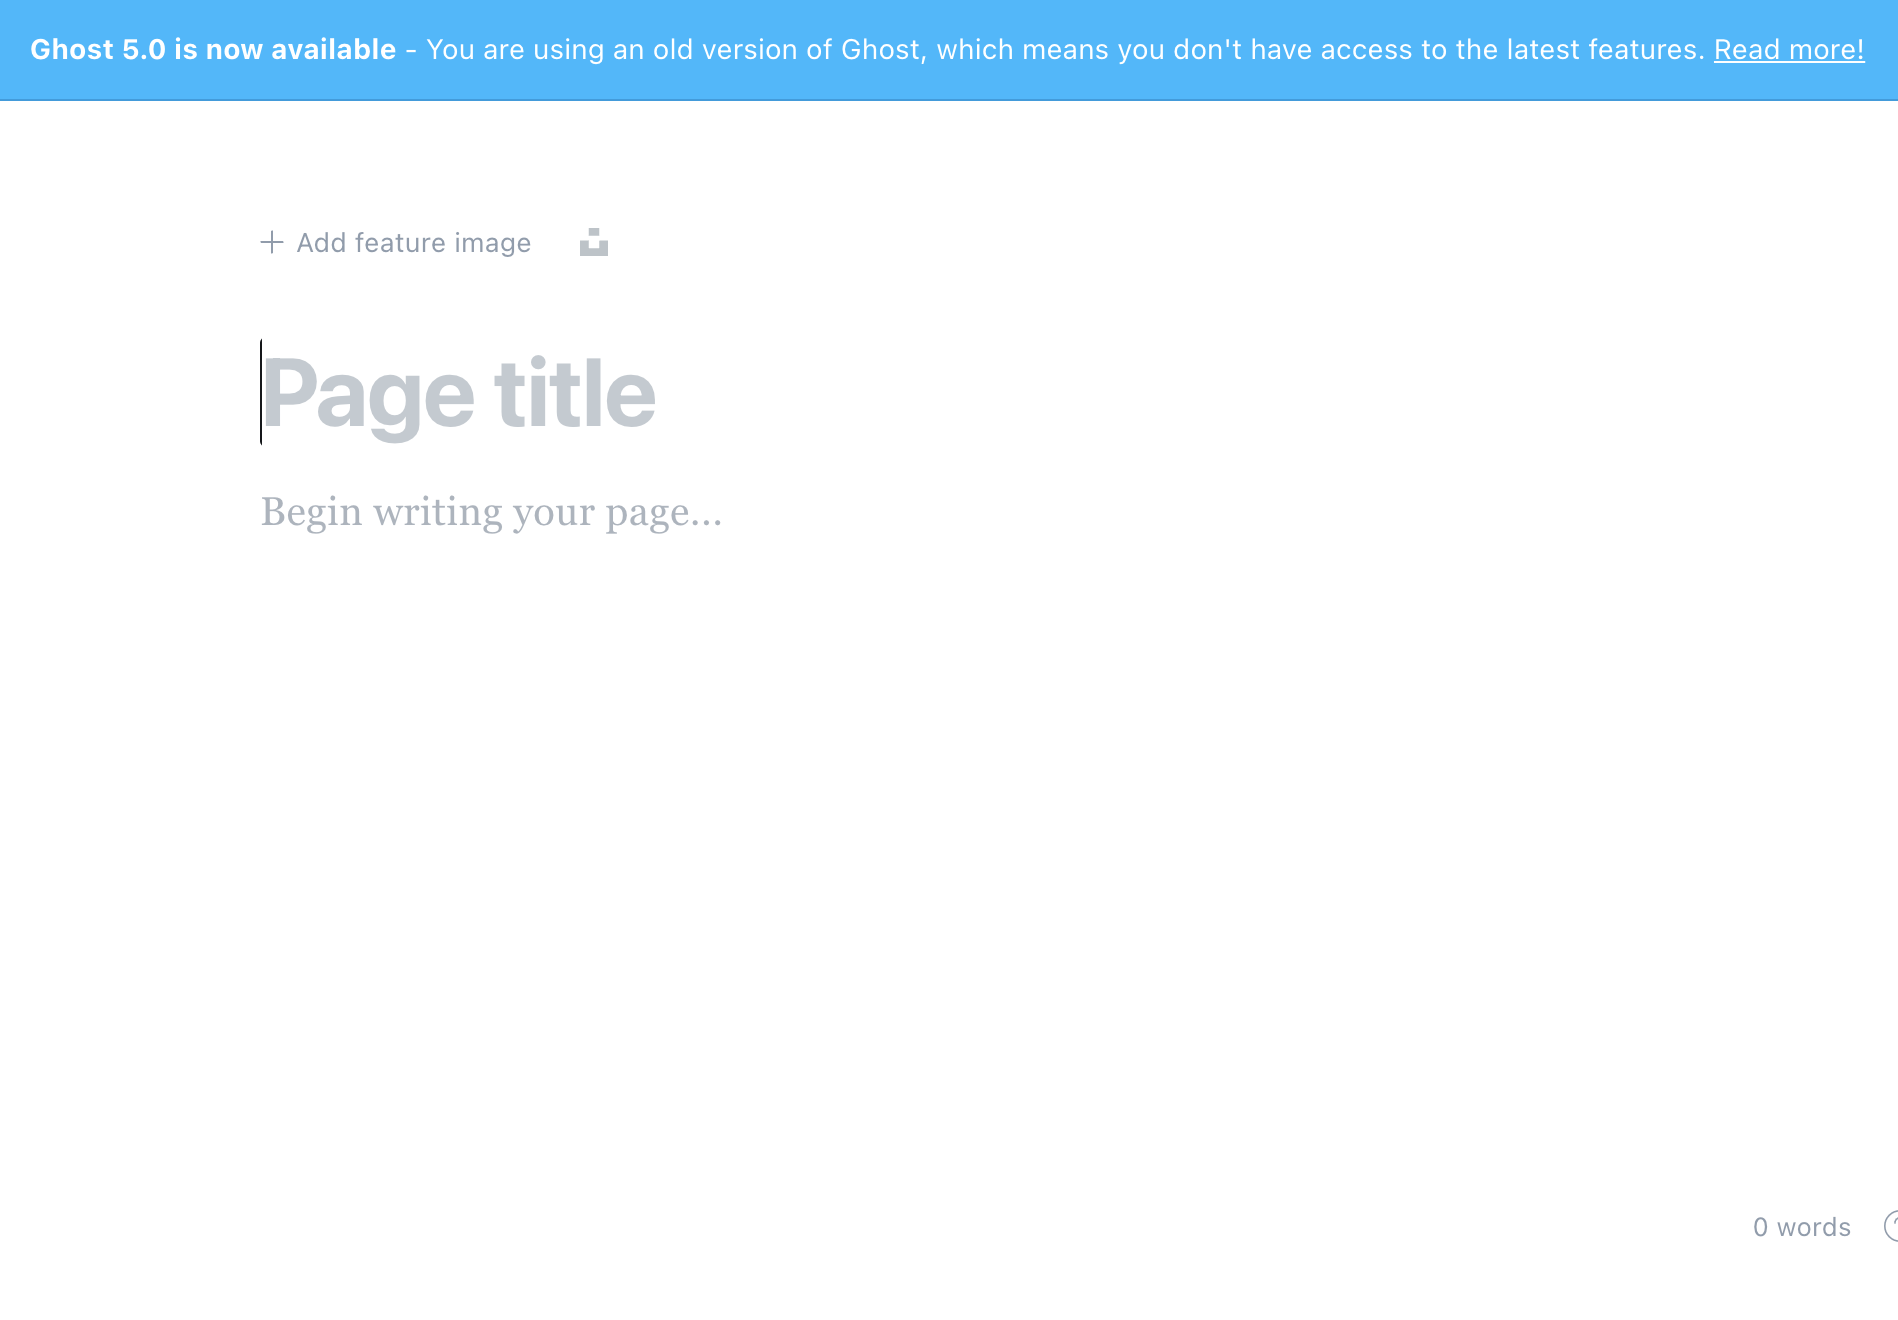 Ghost 5.0 is now available - You are using an old version of Ghost, which means you don't have access to the latest features. Read more!
Add feature image
Page title
Begin writing your page...
0 words